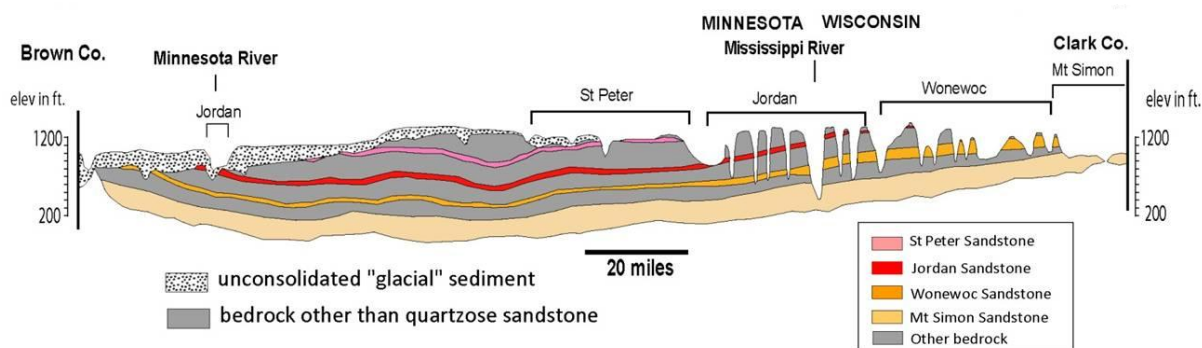 MINNESOTA WISCONSIN
Brown Co.
Minnesota River
Mississippi River
Clark Co.
Mt Simon
elev in ft.
Jordan
St Peter
Jordan
Wonewoc
elev in ft.
1200
1200
200
200
20 miles
unconsolidated "glacial" sediment
bedrock other than quartzose sandstone
St Peter Sandstone
Jordan Sandstone
Wonewoc Sandstone
Mt Simon Sandstone
Other bedrock